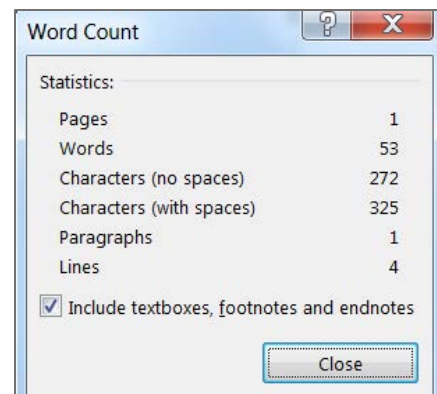 Word Count
Statistics:
Pages 1
Words 53
Characters (no spaces) 272
Characters (with spaces) 325
Paragraphs 1
Lines 4
Include textboxes, footnotes and endnotes
Close